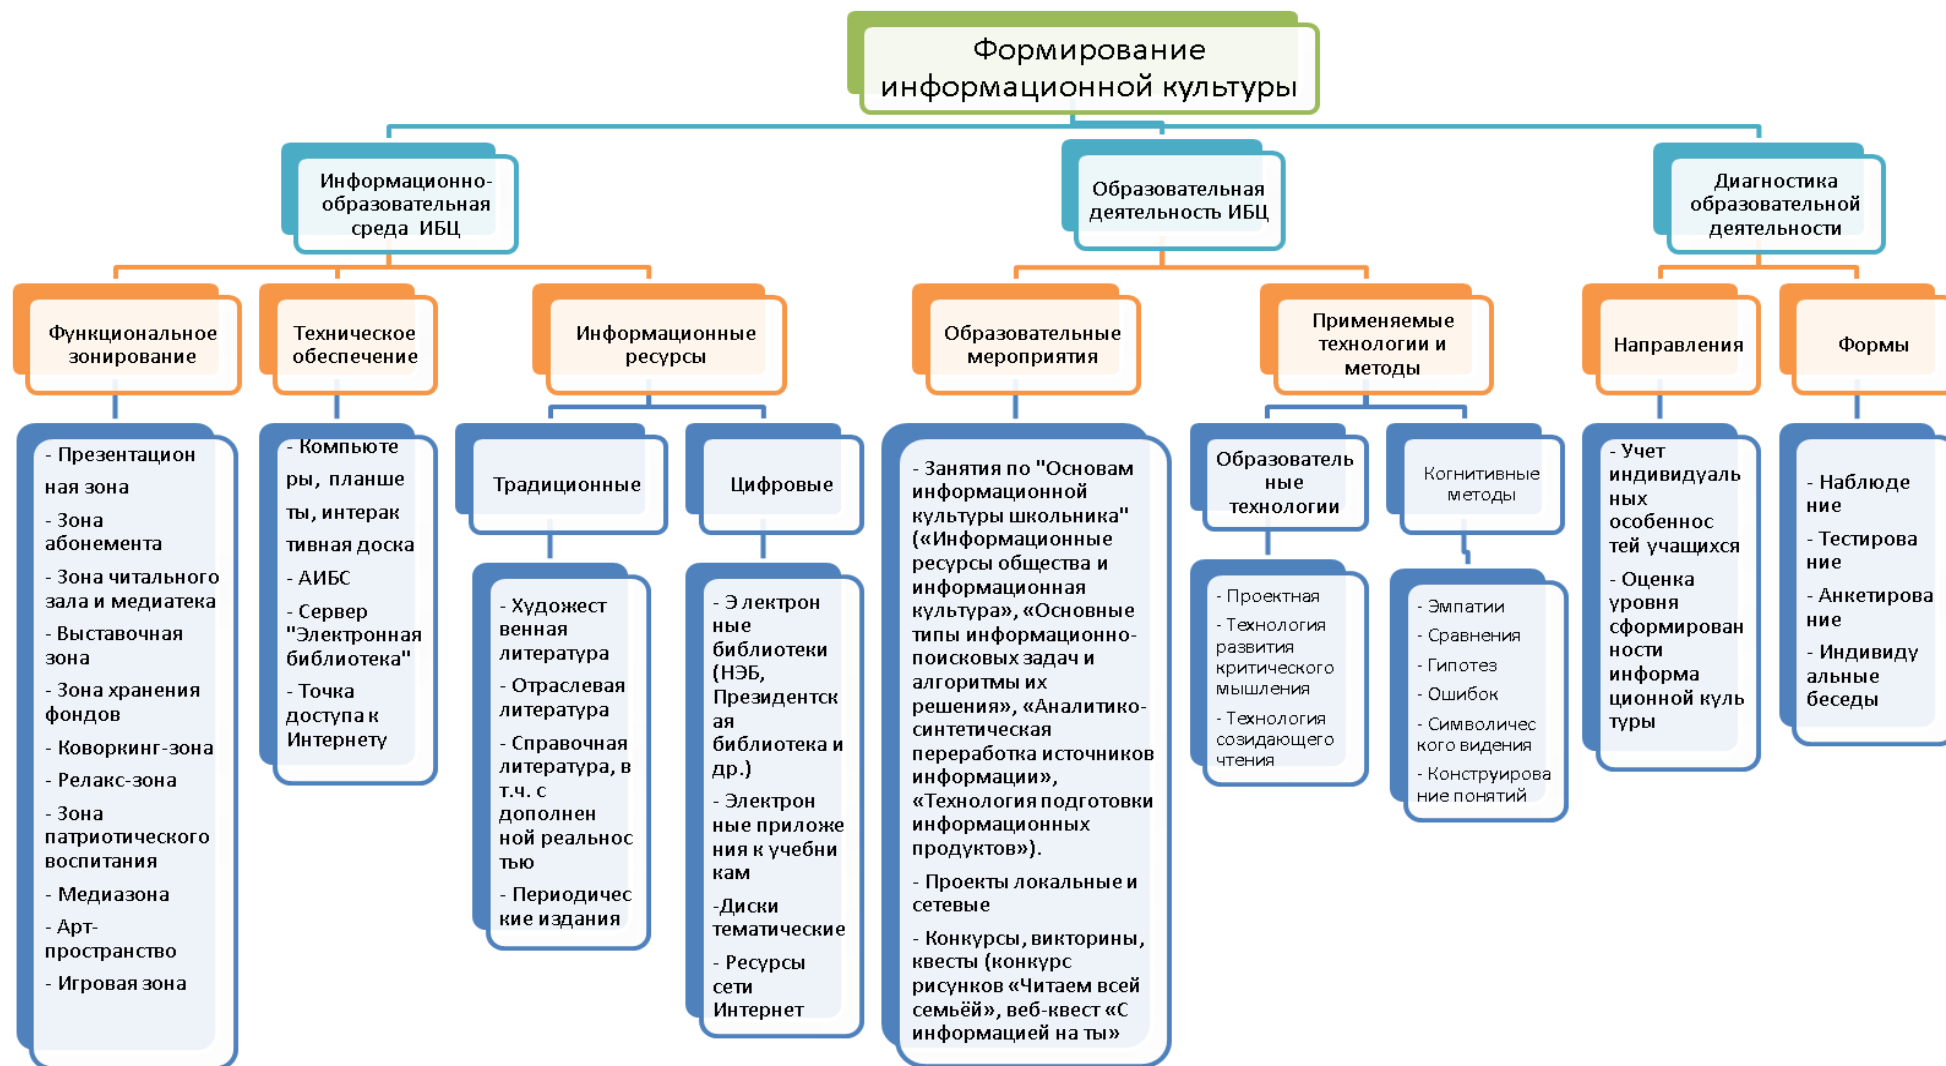 Формирование
информационной культуры
Информационно-
образовательная
среда ИБЦ
Образовательная
деятельность ИБЦ
Диагностика
образовательной
деятельности
Функциональное
зонирование
Техническое
обеспечение
Информационные
ресурсы
Образовательные
мероприятия
Применяемые
технологии и
методы
Направления
Формы
- Презентацион
ная зона
- Зона
абонемента
- Зона читального
зала и медиатека
- Выставочная
зона
- Зона хранения
фондов
- Коворкинг-зона
- Релакс-зона
- Зона
патриотического
воспитания
- Медиазона
- Арт-
пространство
- Игровая зона
- Компьюте
ры, планше
ты, интерак
тивная доска
- АИБС
- Сервер
"Электронная
библиотека"
- Точка
доступа к
Интернету
Традиционные
- Художест
венная
литература
- Отраслевая
литература
- Справочная
литература, в
т.ч. с
дополнен
ной реальнос
тью
- Периодичес
кие издания
Цифровые
- Э лектрон
ные
библиотеки
(НЭБ,
Президентск
ая
библиотека и
др.)
- Электрон
ные приложе
ния к учебни
кам
-Диски
тематические
- Ресурсы
сети
Интернет
- Занятия по "Основам
информационной
культуры школьника"
(«Информационные
ресурсы общества и
информационная
культура», «Основные
типы информационно-
поисковых задач и
алгоритмы их
решения», «Аналитико-
синтетическая
переработка источников
информации»,
«Технология подготовки
информационных
продуктов»).
- Проекты локальные и
сетевые
- Конкурсы, викторины,
квесты (конкурс
рисунков «Читаем всей
семьёй», веб-квест «С
информацией на ты»
Образователь
ные
технологии
- Проектная
- Технология
развития
критического
мышления
- Технология
созидающего
чтения
Когнитивные
методы
- Эмпатии
- Сравнения
- Гипотез
- Ошибок
- Символичес
кого видения
- Конструирова
ние понятий
- Учет
индивидуаль
ных
особеннос
тей учащихся
- Оценка
уровня
сформирован
ности
информа
ционной куль
туры
- Наблюде
ние
- Тестирова
ние
- Анкетирова
ние
- Индивиду
альные
беседы